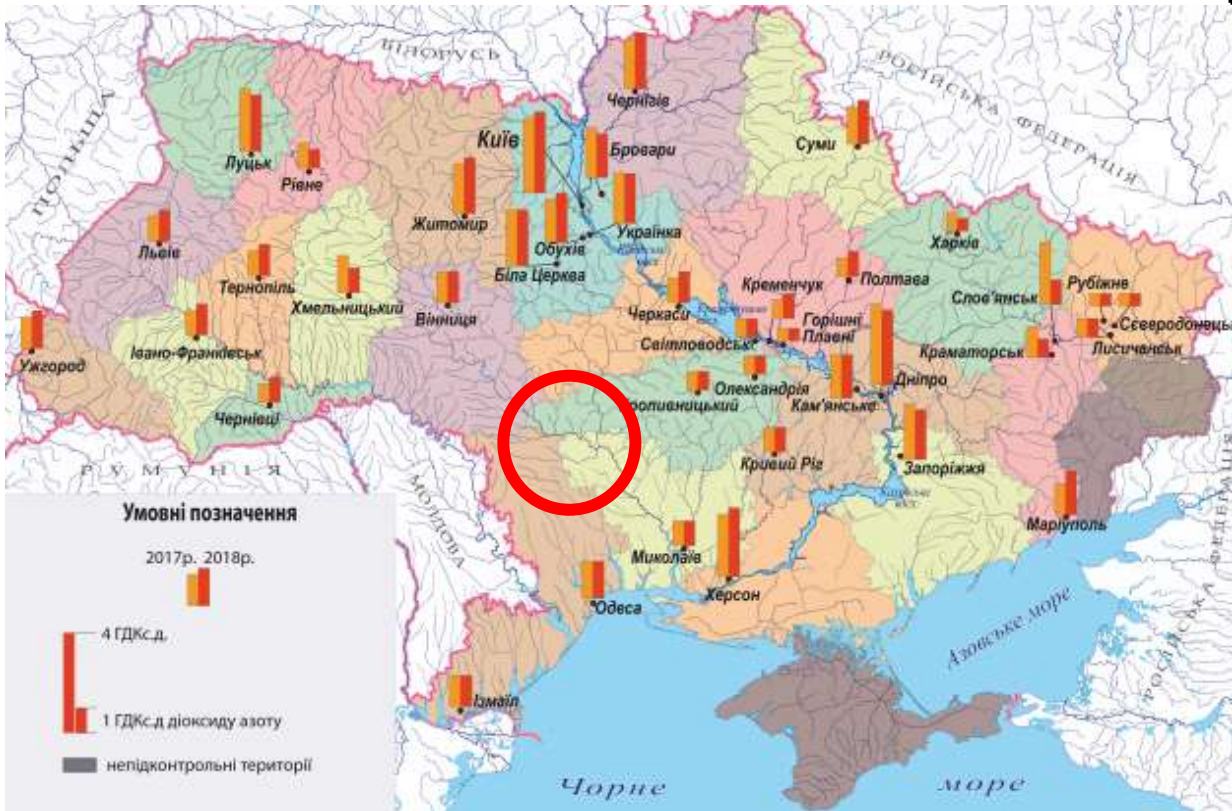 БІЛОРУСЬ
РОСІЙСЬКА ФЕДЕРАЦІЯ
ПОЛЬЩА
Чернігів
Суми
Київ
Бровари
Луцьк
Рівне
Житомир
Українка
Обухів
Біла Церква
Харків
Львів
Тернопіль
Хмельницький
Вінниця
Черкаси
Кременчук
Полтава
Рубіжне
Слов'янськ
Горішні
Плавні
Світловодськ
Сєвєродонецьк
Лисичанськ
Краматорськ
Ужгород
Івано-Франківськ
Чернівці
Олександрія
Кропивницький
Дніпро
Кам'янське
Кривий Ріг
Запоріжжя
РУМУНІЯ
МОЛДОВА
Маріуполь
Миколаїв
Херсон
Одеса
Ізмаїл
Азовське море
РОСІЙСЬКА ФЕДЕ
Чорне море
Умовні позначення
2017р. 2018р.
4 ГДКс.д.
1 ГДКс.д діоксиду азоту
непідконтрольні території